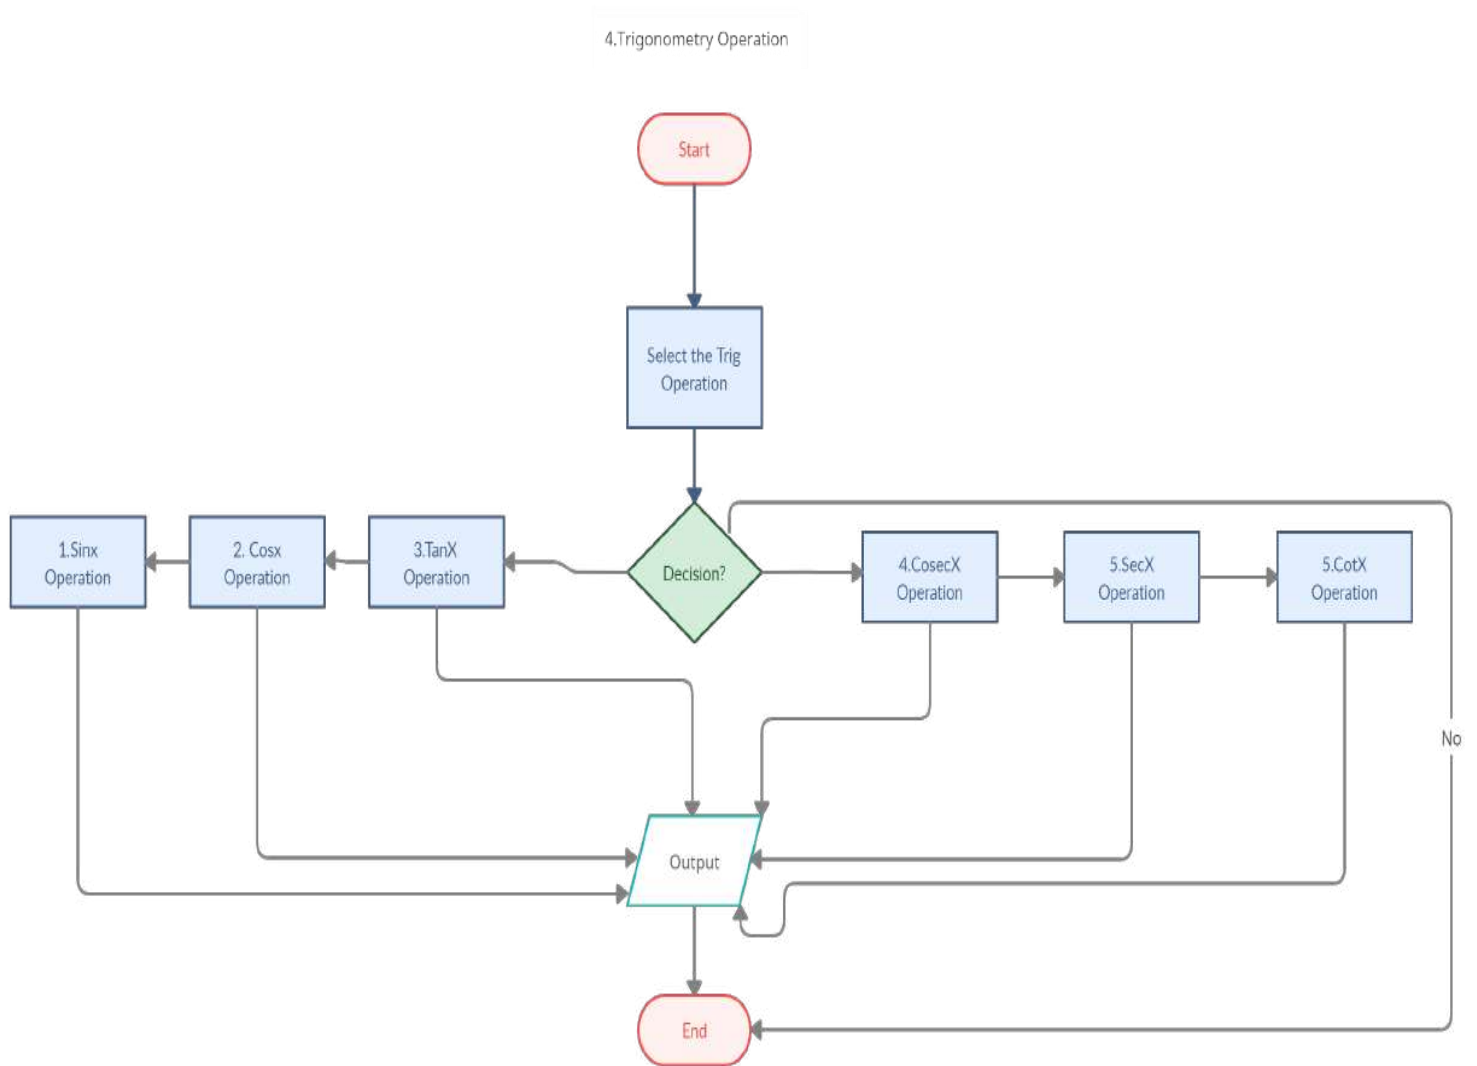 4.Trigonometry Operation
Start
Select the Trig
Operation
1.Sinx
Operation
2. Cosx
Operation
3.TanX
Operation
Decision?
4.CosecX
Operation
5.SecX
Operation
5.CotX
Operation
No
Output
End